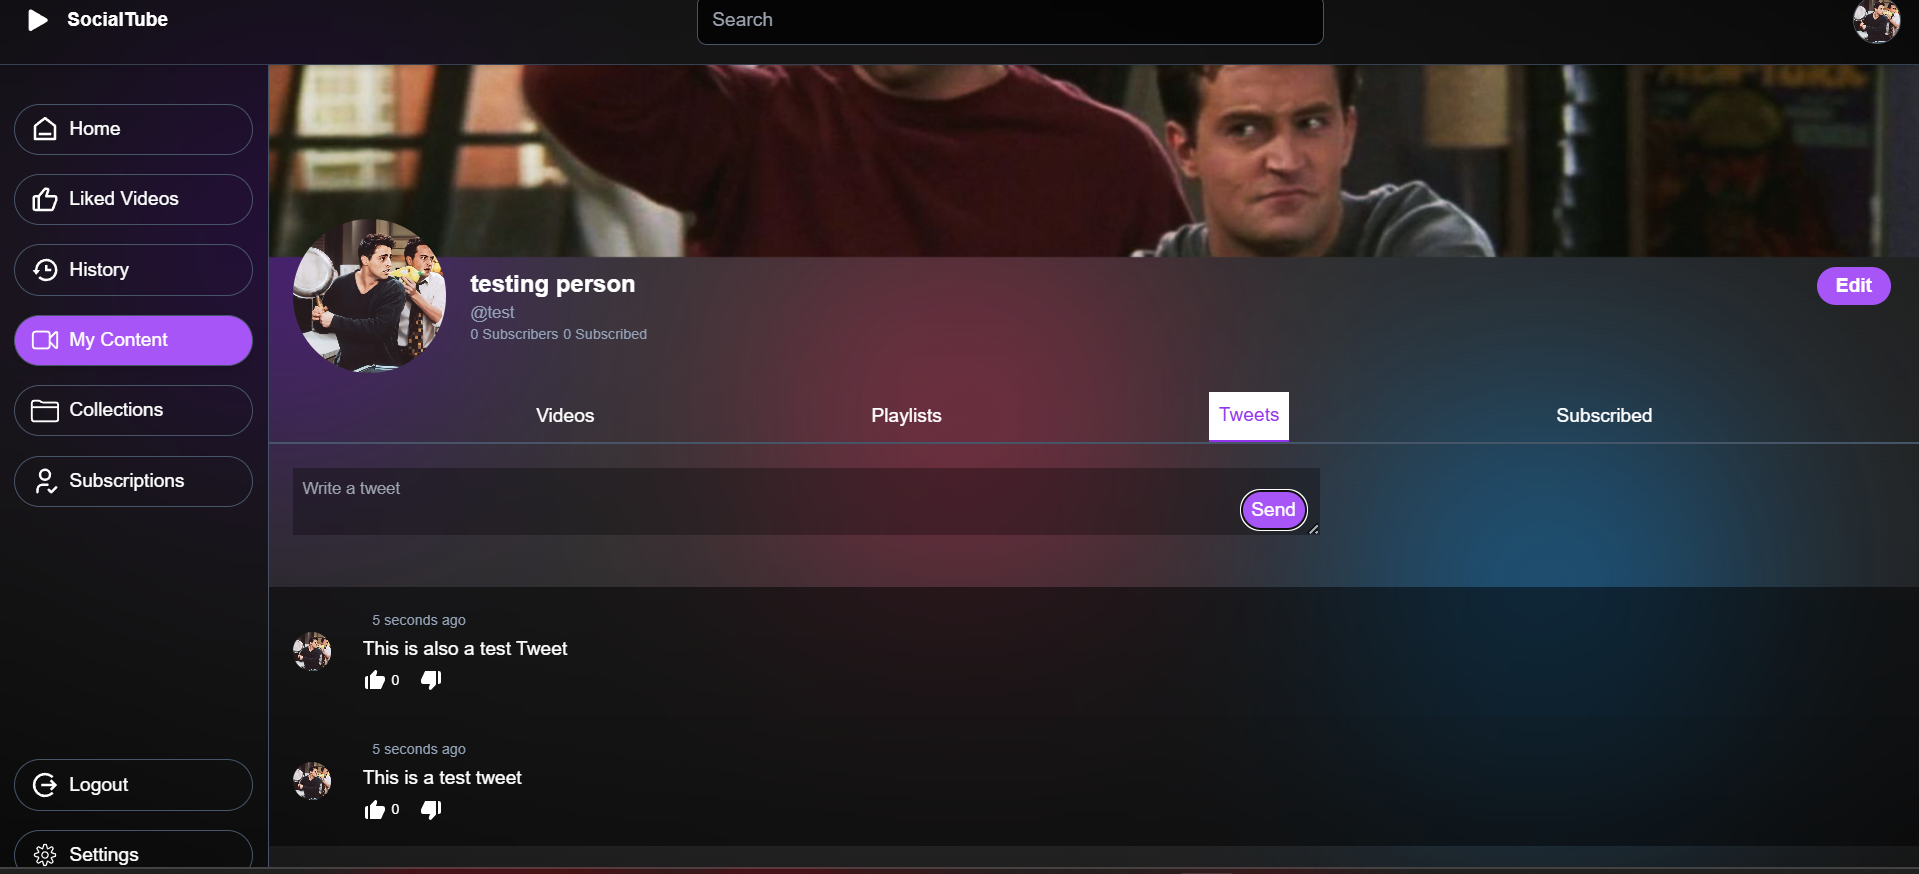 SocialTube
Search
Home
Liked Videos
History
My Content
Collections
Subscriptions
Logout
Settings
testing person
@test
0 Subscribers 0 Subscribed
Edit
Videos
Playlists
Tweets
Subscribed
Write a tweet
Send
5 seconds ago
This is also a test Tweet
0
5 seconds ago
This is a test tweet
0